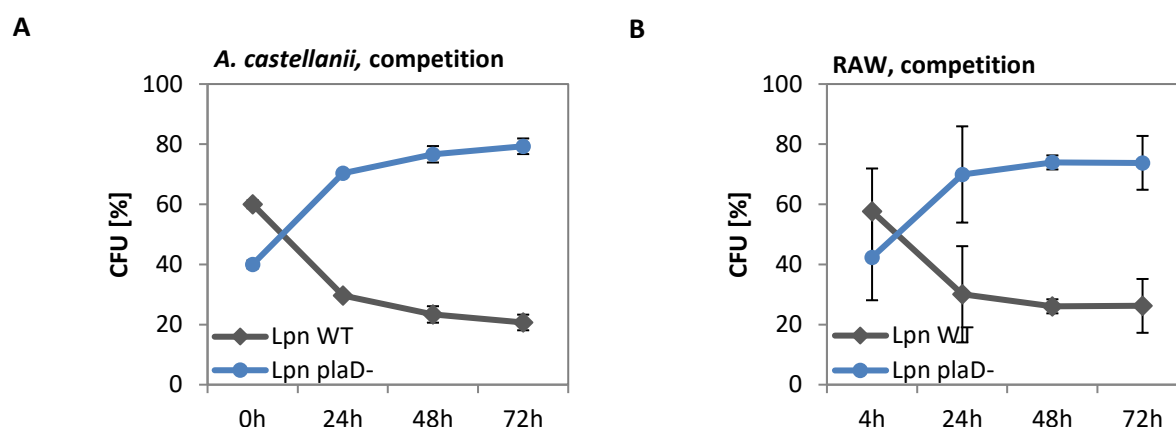 A
A. castellanii, competition
CFU [%]
100
80
60
40
20
0
Lpn WT
Lpn plaD-
0h 24h 48h 72h
B
RAW, competition
CFU [%]
100
80
60
40
20
0
Lpn WT
Lpn plaD-
4h 24h 48h 72h